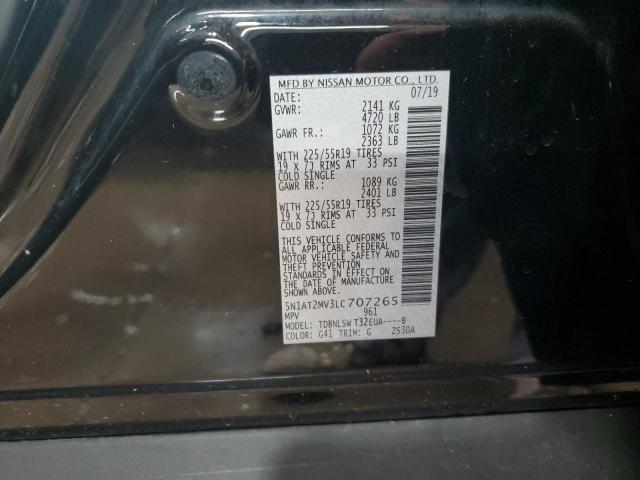 MFD BY NISSAN MOTOR CO., LTD.
DATE: 07/19
GVWR: 2141 KG
4720 LB
GAWR FR.: 1072 KG
2363 LB
WITH 225/55R19 TIRES
19 X 7J RIMS AT 33 PSI
COLD SINGLE
GAWR RR.: 1089 KG
2401 LB
WITH 225/55R19 TIRES
19 X 7J RIMS AT 33 PSI
COLD SINGLE
THIS VEHICLE CONFORMS TO
ALL APPLICABLE FEDERAL
MOTOR VEHICLE SAFETY AND
THEFT PREVENTION
STANDARDS IN EFFECT ON
THE DATE OF MANUFACTURE
SHOWN ABOVE.
5N1AT2MV3LC707265
MPV 961
MODEL: TDBNLSW T32EUA----B
COLOR: G41 TRIM: G ZS30A